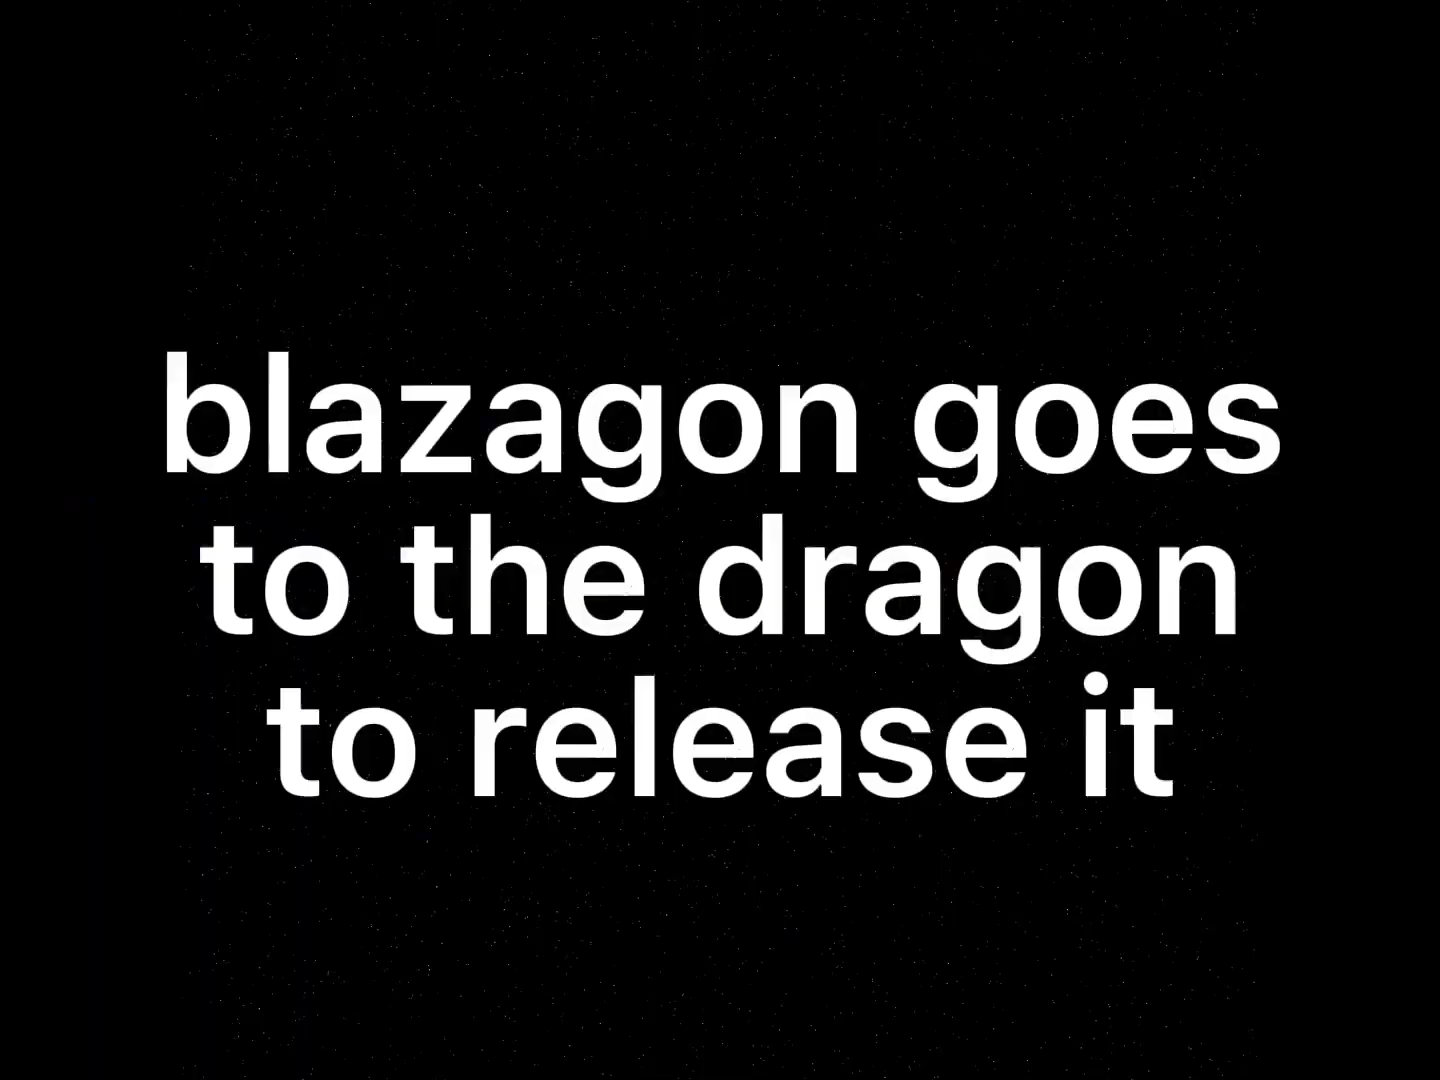 blazagon goes
to the dragon
to release it